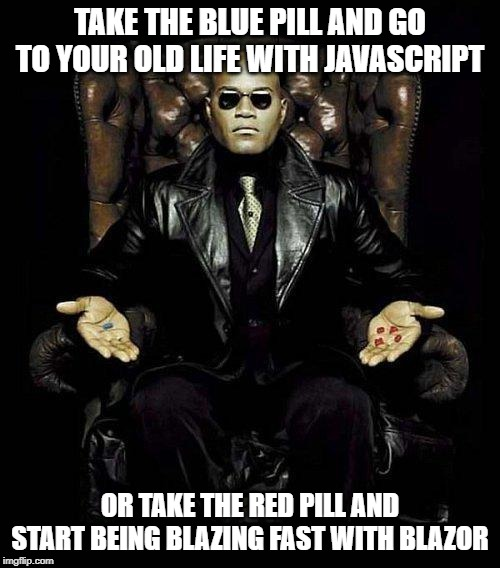 TAKE THE BLUE PILL AND GO
TO YOUR OLD LIFE WITH JAVASCRIPT
OR TAKE THE RED PILL AND
START BEING BLAZING FAST WITH BLAZOR
imgflip.com